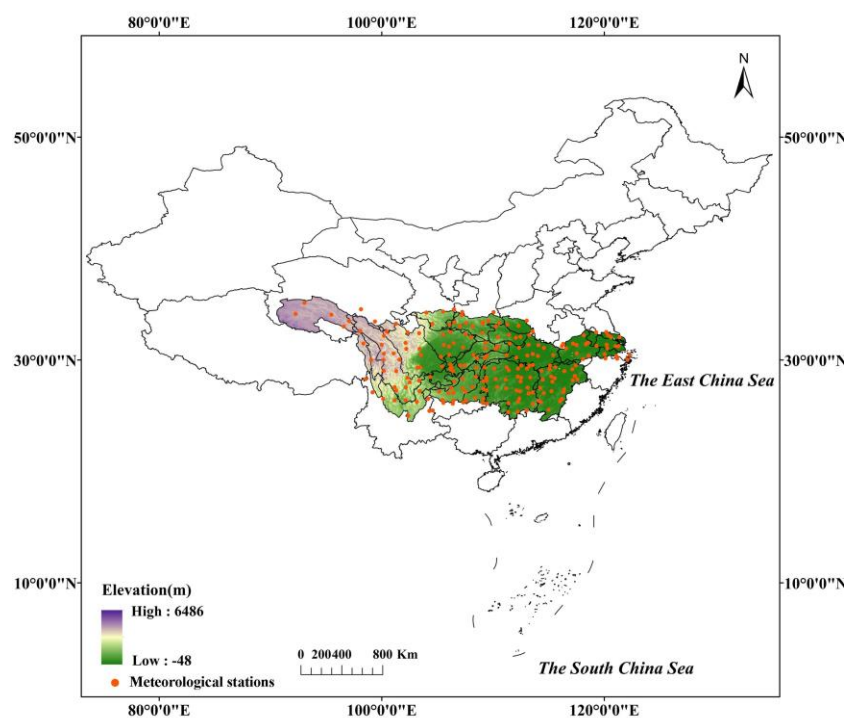 80°0'0"E 100°0'0"E 120°0'0"E
N
50°0'0"N 50°0'0"N
30°0'0"N 30°0'0"N
The East China Sea
10°0'0"N 10°0'0"N
Elevation(m)
High : 6486
Low : -48
Meteorological stations
0 200400 800 Km
The South China Sea
80°0'0"E 100°0'0"E 120°0'0"E